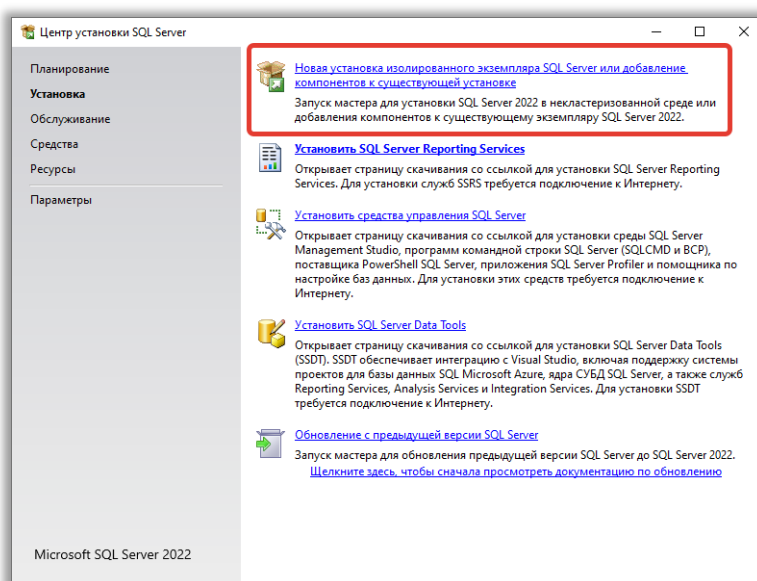 Центр установки SQL Server
Планирование
Установка
Обслуживание
Средства
Ресурсы
Параметры
Новая установка изолированного экземпляра SQL Server или добавление
компонентов к существующей установке
Запуск мастера для установки SQL Server 2022 в некластеризованной среде или
добавления компонентов к существующему экземпляру SQL Server 2022.
Установить SQL Server Reporting Services
Открывает страницу скачивания со ссылкой для установки SQL Server Reporting
Services. Для установки служб SSRS требуется подключение к Интернету.
Установить средства управления SQL Server
Открывает страницу скачивания со ссылкой для установки среды SQL Server
Management Studio, программ командной строки SQL Server (SQLCMD и BCP),
поставщика PowerShell SQL Server, приложения SQL Server Profiler и помощника по
настройке баз данных. Для установки этих средств требуется подключение к
Интернету.
Установить SQL Server Data Tools
Открывает страницу скачивания со ссылкой для установки SQL Server Data Tools
(SSDT). SSDT обеспечивает интеграцию с Visual Studio, включая поддержку системы
проектов для базы данных SQL Microsoft Azure, ядра СУБД SQL Server, а также служб
Reporting Services, Analysis Services и Integration Services. Для установки SSDT
требуется подключение к Интернету.
Обновление с предыдущей версии SQL Server
Запуск мастера для обновления предыдущей версии SQL Server до SQL Server 2022.
Щелкните здесь, чтобы сначала просмотреть документацию по обновлению
Microsoft SQL Server 2022